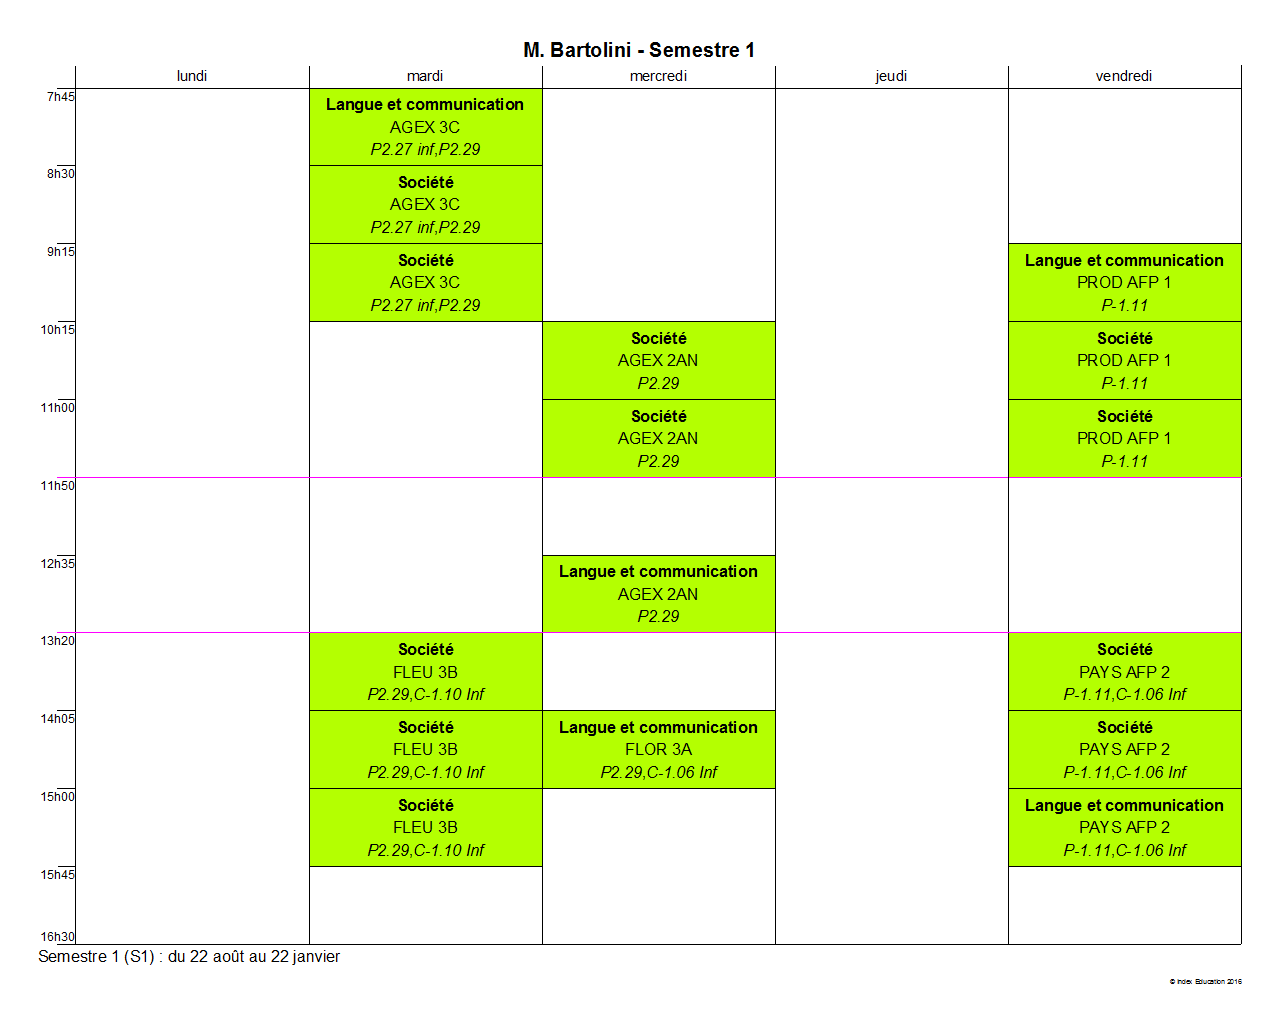 M. Bartolini - Semestre 1
lundi mardi mercredi jeudi vendredi
7h45
Langue et communication
AGEX 3C
P2.27 inf,P2.29
8h30
Société
AGEX 3C
P2.27 inf,P2.29
9h15
Société
AGEX 3C
P2.27 inf,P2.29
Langue et communication
PROD AFP 1
P-1.11
10h15
Société
AGEX 2AN
P2.29
Société
PROD AFP 1
P-1.11
11h00
Société
AGEX 2AN
P2.29
Société
PROD AFP 1
P-1.11
11h50
12h35
Langue et communication
AGEX 2AN
P2.29
13h20
Société
FLEU 3B
P2.29,C-1.10 Inf
Société
PAYS AFP 2
P-1.11,C-1.06 Inf
14h05
Société
FLEU 3B
P2.29,C-1.10 Inf
Langue et communication
FLOR 3A
P2.29,C-1.06 Inf
Société
PAYS AFP 2
P-1.11,C-1.06 Inf
15h00
Société
FLEU 3B
P2.29,C-1.10 Inf
Langue et communication
PAYS AFP 2
P-1.11,C-1.06 Inf
15h45
16h30
Semestre 1 (S1) : du 22 août au 22 janvier
© Index Education 2016